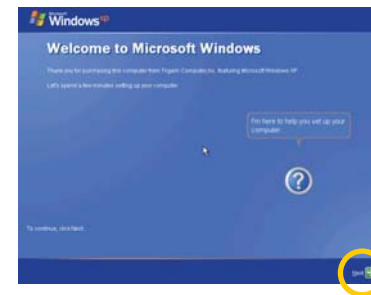 Microsoft
Windows xp
Welcome to Microsoft Windows
Thank you for purchasing this computer from Trigem Computer, Inc. featuring Microsoft Windows XP.
Let's spend a few minutes setting up your computer.
I'm here to help you set up your
computer.
?
To continue, click Next.
Next